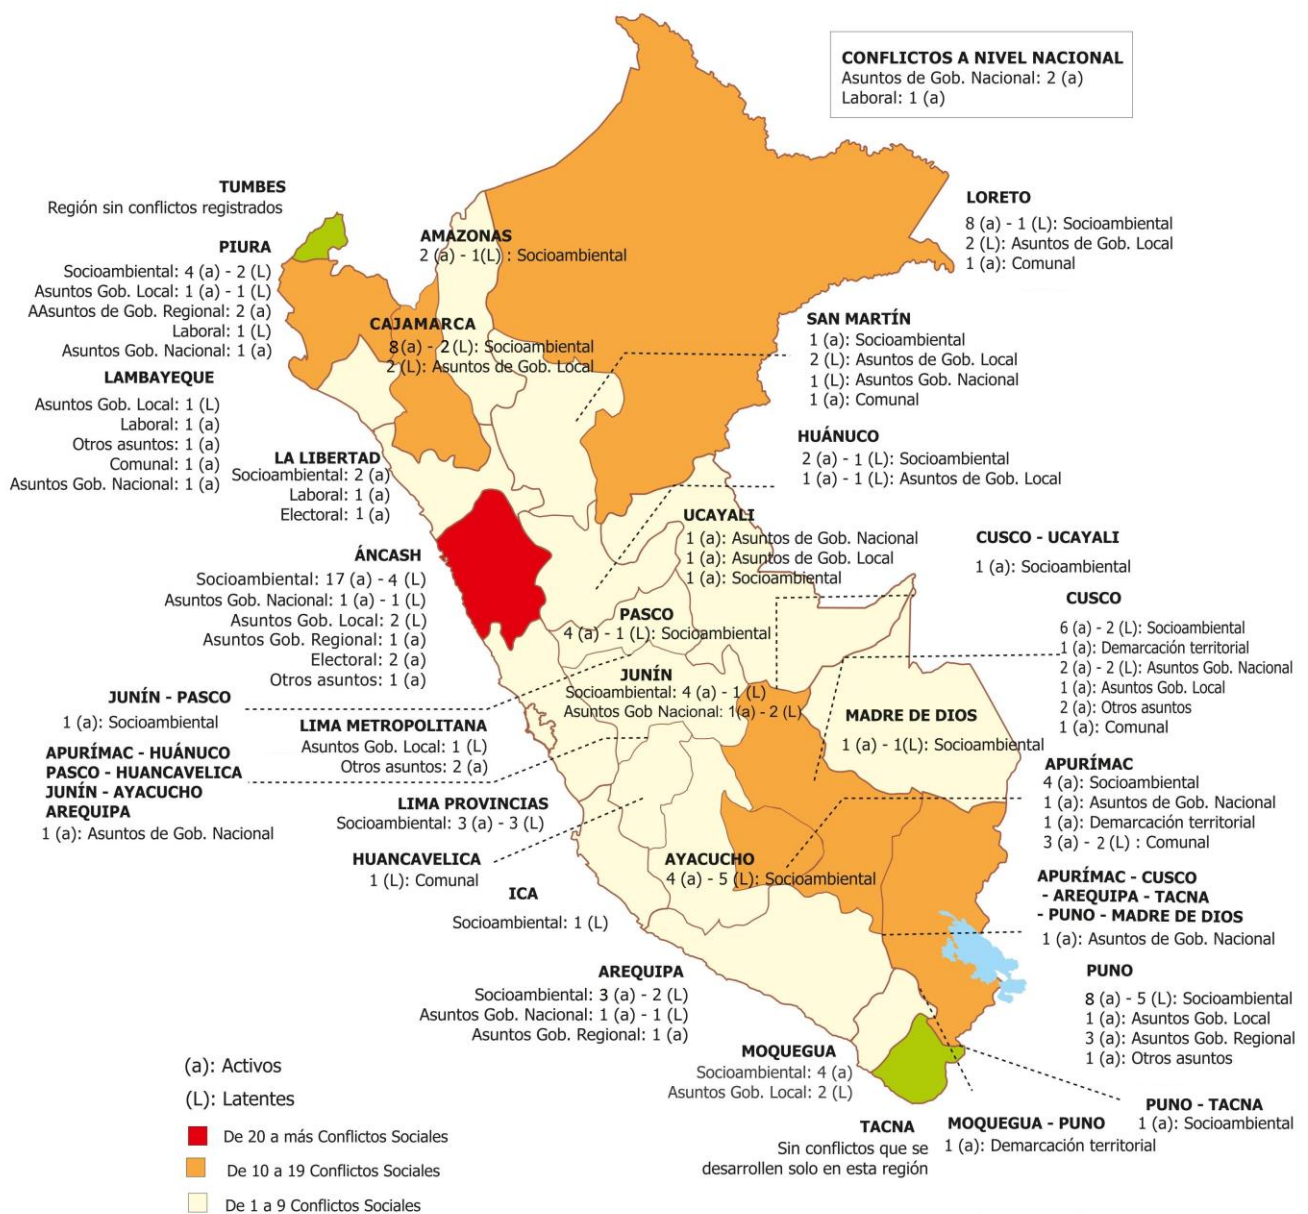 CONFLICTOS A NIVEL NACIONAL
Asuntos de Gob. Nacional: 2 (a)
Laboral: 1 (a)
TUMBES
Región sin conflictos registrados
PIURA
Socioambiental: 4 (a) - 2 (L)
Asuntos Gob. Local: 1 (a) - 1 (L)
AAsuntos de Gob. Regional: 2 (a)
Laboral: 1 (L)
Asuntos Gob. Nacional: 1 (a)
LAMBAYEQUE
Asuntos Gob. Local: 1 (L)
Laboral: 1 (a)
Otros asuntos: 1 (a)
Comunal: 1 (a)
Asuntos Gob. Nacional: 1 (a)
AMAZONAS
2 (a) - 1(L) : Socioambiental
CAJAMARCA
8 (a) - 2 (L): Socioambiental
2 (L): Asuntos de Gob. Local
LORETO
8 (a) - 1 (L): Socioambiental
2 (L): Asuntos de Gob. Local
1 (a): Comunal
SAN MARTÍN
1 (a): Socioambiental
2 (L): Asuntos de Gob. Local
1 (L): Asuntos Gob. Nacional
1 (a): Comunal
HUÁNUCO
2 (a) - 1 (L): Socioambiental
1 (a) - 1 (L): Asuntos de Gob. Local
LA LIBERTAD
Socioambiental: 2 (a)
Laboral: 1 (a)
Electoral: 1 (a)
UCAYALI
1 (a): Asuntos de Gob. Nacional
1 (a): Asuntos de Gob. Local
1 (a): Socioambiental
CUSCO - UCAYALI
1 (a): Socioambiental
ÁNCASH
Socioambiental: 17 (a) - 4 (L)
Asuntos Gob. Nacional: 1 (a) - 1 (L)
Asuntos Gob. Local: 2 (L)
Asuntos Gob. Regional: 1 (a)
Electoral: 2 (a)
Otros asuntos: 1 (a)
PASCO
4 (a) - 1 (L): Socioambiental
CUSCO
6 (a) - 2 (L): Socioambiental
1 (a): Demarcación territorial
2 (a) - 2 (L): Asuntos Gob. Nacional
1 (a): Asuntos Gob. Local
2 (a): Otros asuntos
1 (a): Comunal
JUNÍN
Socioambiental: 4 (a) - 1 (L)
Asuntos Gob Nacional: 1(a) - 2 (L)
JUNÍN - PASCO
1 (a): Socioambiental
LIMA METROPOLITANA
Asuntos Gob. Local: 1 (L)
Otros asuntos: 2 (a)
MADRE DE DIOS
1 (a) - 1(L): Socioambiental
APURÍMAC - HUÁNUCO
PASCO - HUANCAVELICA
JUNÍN - AYACUCHO
AREQUIPA
1 (a): Asuntos de Gob. Nacional
APURÍMAC
4 (a): Socioambiental
1 (a): Asuntos de Gob. Nacional
1 (a): Demarcación territorial
3 (a) - 2 (L) : Comunal
LIMA PROVINCIAS
Socioambiental: 3 (a) - 3 (L)
HUANCAVELICA
1 (L): Comunal
AYACUCHO
4 (a) - 5 (L): Socioambiental
ICA
Socioambiental: 1 (L)
APURÍMAC - CUSCO
- AREQUIPA - TACNA
- PUNO - MADRE DE DIOS
1 (a): Asuntos de Gob. Nacional
AREQUIPA
Socioambiental: 3 (a) - 2 (L)
Asuntos Gob. Nacional: 1 (a) - 1 (L)
Asuntos Gob. Regional: 1 (a)
PUNO
8 (a) - 5 (L): Socioambiental
1 (a): Asuntos Gob. Local
3 (a): Asuntos Gob. Regional
1 (a): Otros asuntos
MOQUEGUA
Socioambiental: 4 (a)
Asuntos Gob. Local: 2 (L)
PUNO - TACNA
1 (a): Socioambiental
TACNA
Sin conflictos que se
desarrollen solo en esta región
MOQUEGUA - PUNO
1 (a): Demarcación territorial
(a): Activos
(L): Latentes
De 20 a más Conflictos Sociales
De 10 a 19 Conflictos Sociales
De 1 a 9 Conflictos Sociales